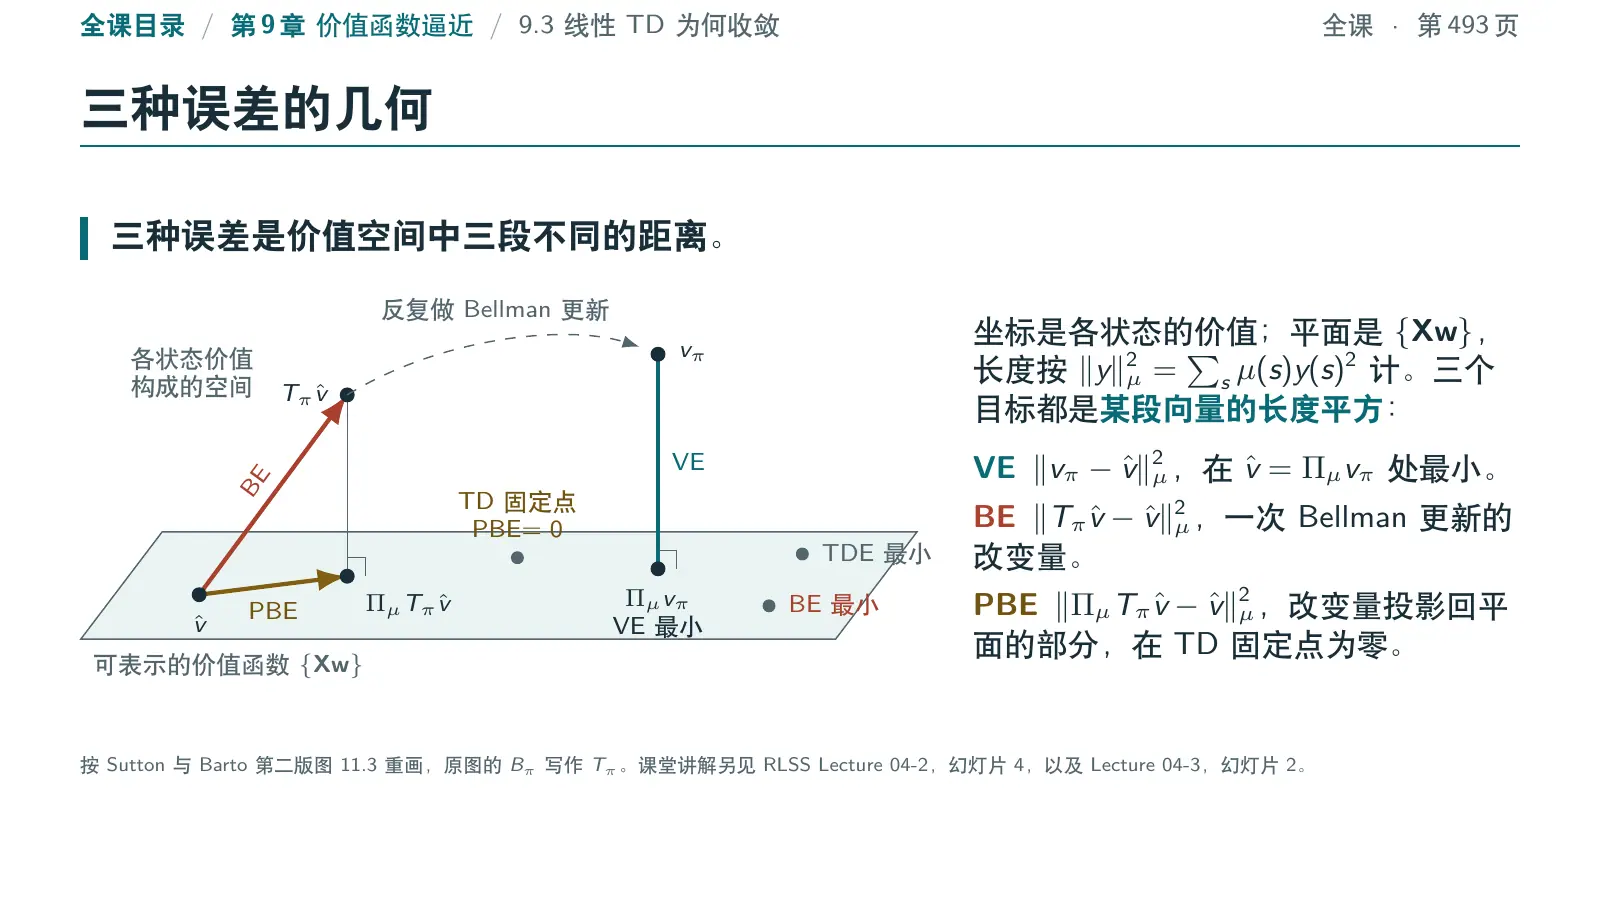 全课目录 / 第 9 章 价值函数逼近 / 9.3 线性 TD 为何收敛
全课 · 第 493 页
三种误差的几何
三种误差是价值空间中三段不同的距离。
反复做 Bellman 更新
各状态价值
构成的空间
T_π v̂
v_π
BE
VE
TD 固定点
PBE= 0
TDE 最小
PBE
Π_μ T_π v̂
Π_μ v_π
VE 最小
BE 最小
v̂
可表示的价值函数 {Xw}
坐标是各状态的价值；平面是 {Xw}，
长度按 ‖y‖²_μ = ∑_s μ(s)y(s)² 计。三个
目标都是某段向量的长度平方：
VE ‖v_π − v̂‖²_μ，在 v̂ = Π_μ v_π 处最小。
BE ‖T_π v̂ − v̂‖²_μ，一次 Bellman 更新的
改变量。
PBE ‖Π_μ T_π v̂ − v̂‖²_μ，改变量投影回平
面的部分，在 TD 固定点为零。
按 Sutton 与 Barto 第二版图 11.3 重画，原图的 B_π 写作 T_π。课堂讲解另见 RLSS Lecture 04-2，幻灯片 4，以及 Lecture 04-3，幻灯片 2。